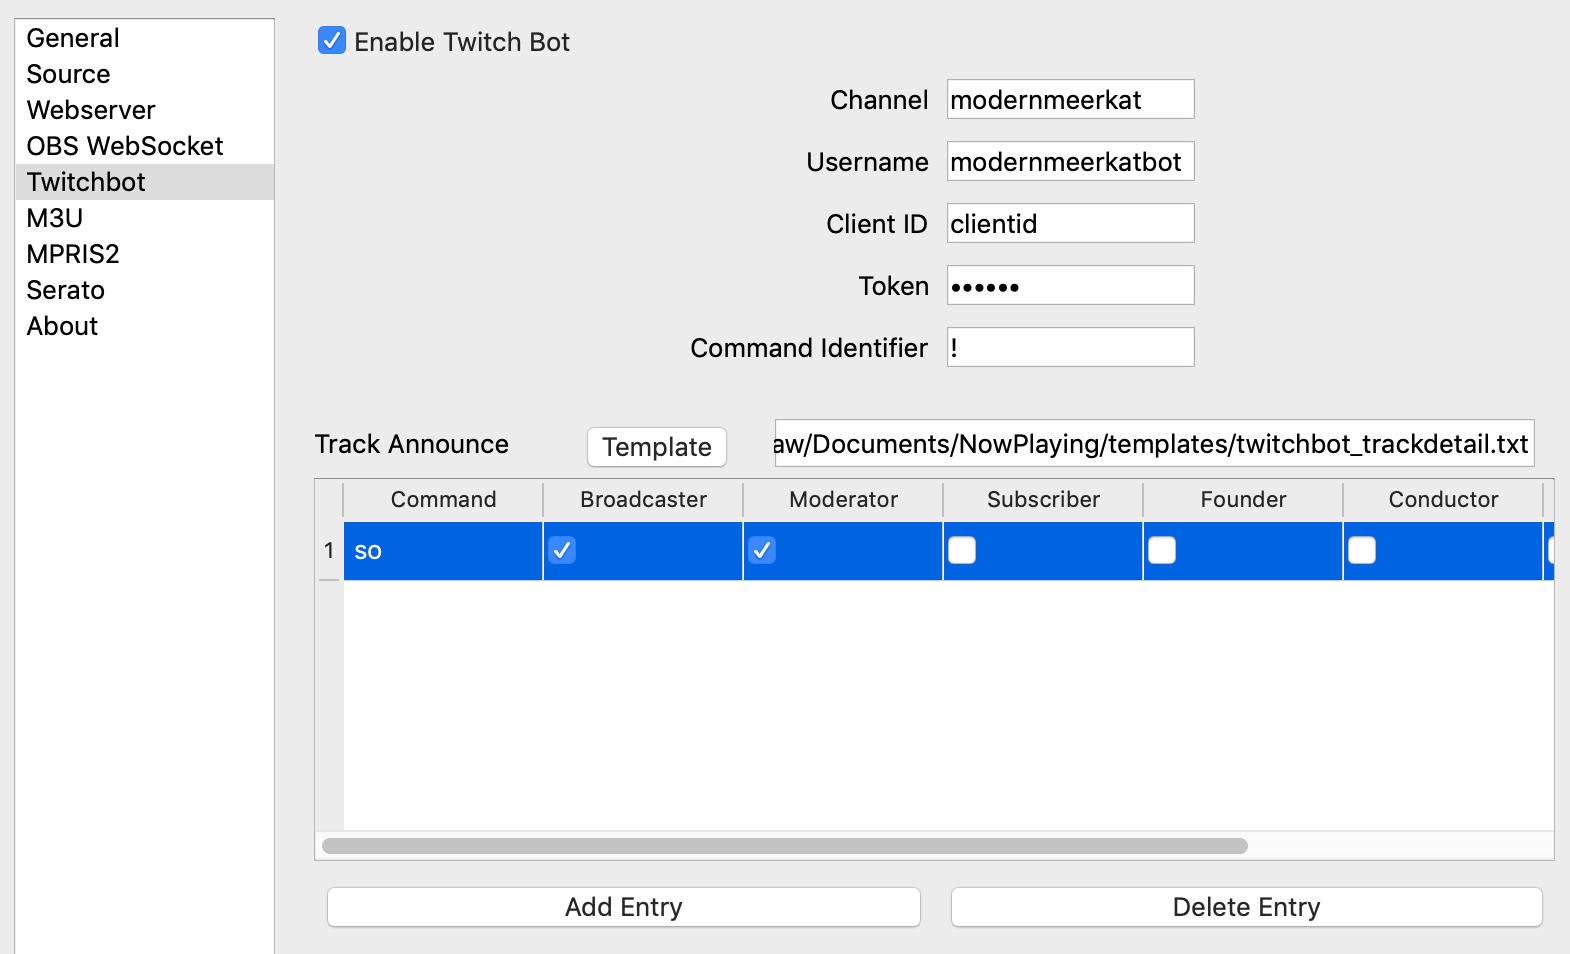 General
Source
Webserver
OBS WebSocket
Twitchbot
M3U
MPRIS2
Serato
About
Enable Twitch Bot
Channel modernmeerkat
Username modernmeerkatbot
Client ID clientid
Token ••••••
Command Identifier !
Track Announce Template aw/Documents/NowPlaying/templates/twitchbot_trackdetail.txt
Command Broadcaster Moderator Subscriber Founder Conductor
1 so
Add Entry Delete Entry